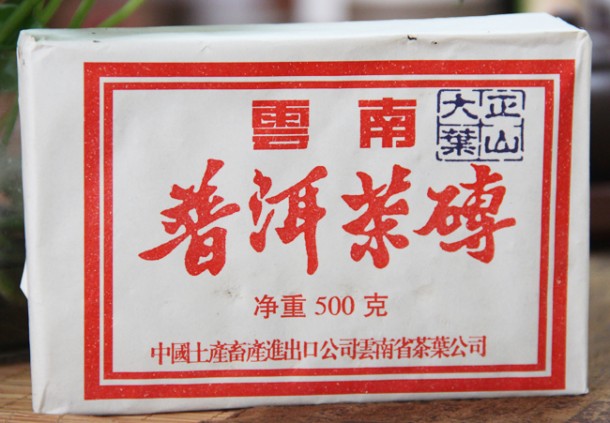 雲南
正山
大葉
普洱茶磚
净重 500 克
中國土產畜產進出口公司雲南省茶葉公司